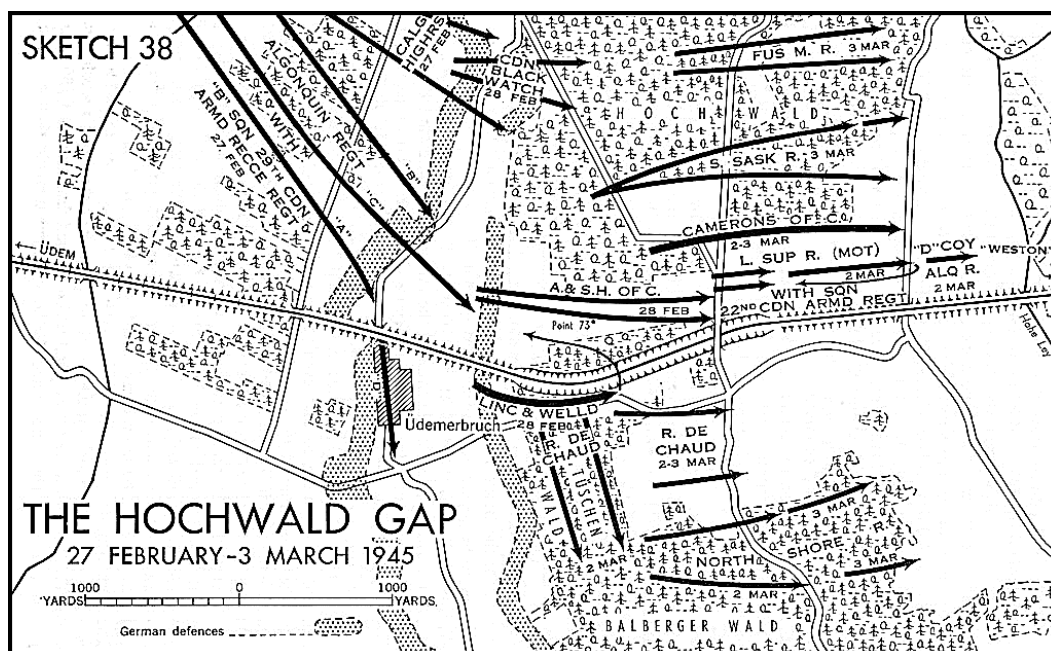 SKETCH 38
CALG
HIGHRS
27 FEB
CDN
BLACK
WATCH
28 FEB
FUS M. R. 3 MAR
HOCHWALD
ALGONQUIN REGT
WITH
"B" SQN 29TH CDN
ARMD RECCE REGT
27 FEB
"A"
"C"
"B"
S. SASK R. 3 MAR
CAMERONS OF C.
2-3 MAR
L. SUP R. (MOT)
2 MAR
"D" COY
ALQ R.
2 MAR
"WESTON"
ÜDEM
A.& S.H. OF C.
28 FEB
WITH SQN
22ND CDN ARMD REGT
Point 73
Hohe Ley
"D"
Üdemerbruch
LINC & WELLD
28 FEB
R. DE
CHAUD
R. DE
CHAUD
2-3 MAR
TÜSCHEN
WALD
2 MAR
NORTH
SHORE
R.
3 MAR
3 MAR
2 MAR
BALBERGER WALD
THE HOCHWALD GAP
27 FEBRUARY-3 MARCH 1945
1000 0 1000
YARDS YARDS
German defences